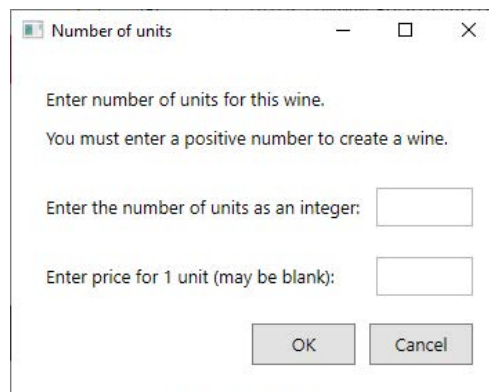 Number of units
Enter number of units for this wine.
You must enter a positive number to create a wine.
Enter the number of units as an integer:
Enter price for 1 unit (may be blank):
OK Cancel